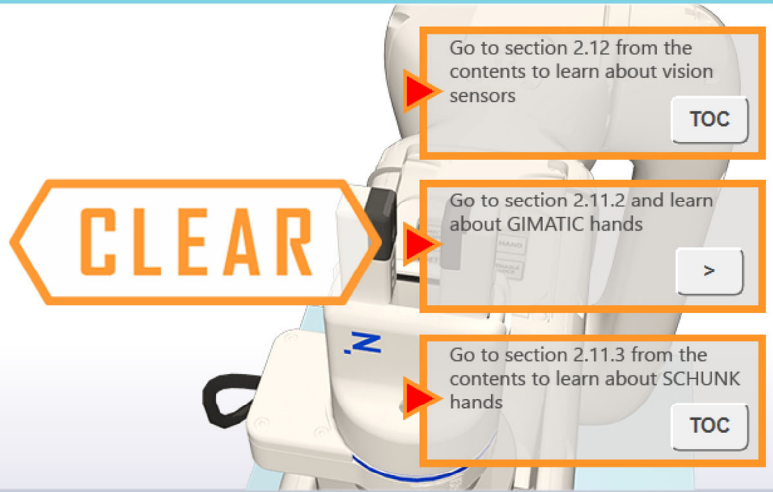 Go to section 2.12 from the
contents to learn about vision
sensors
TOC
CLEAR
Go to section 2.11.2 and learn
about GIMATIC hands
>
HAND
Go to section 2.11.3 from the
contents to learn about SCHUNK
hands
TOC